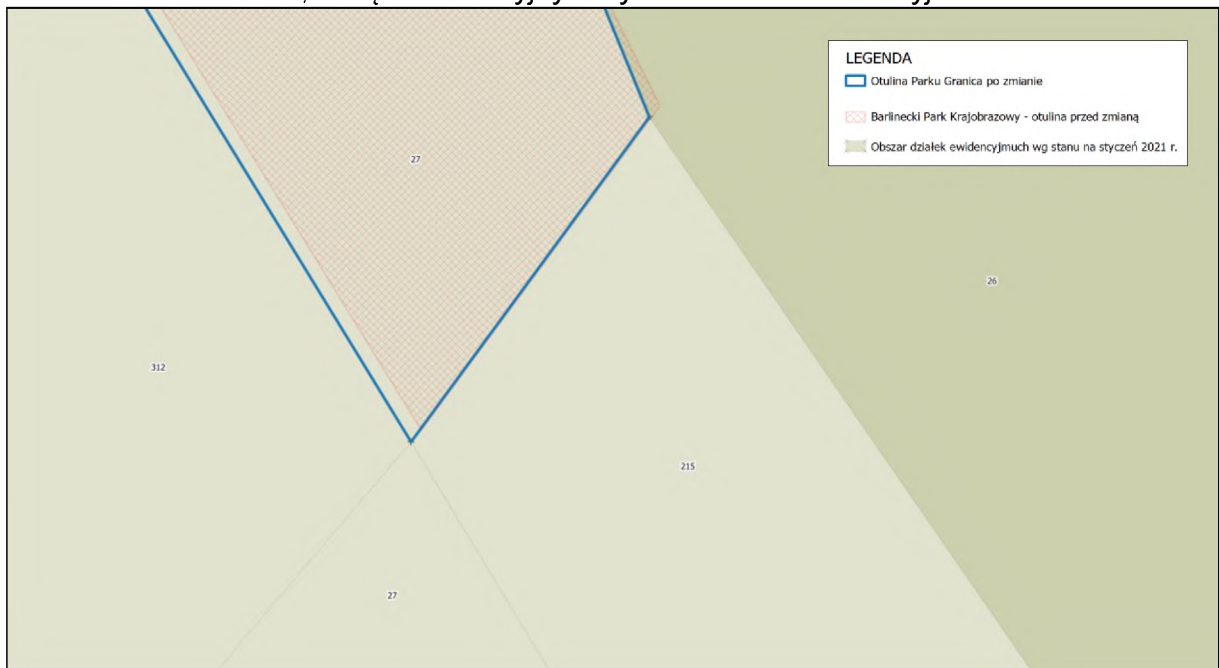 LEGENDA
Otulina Parku Granica po zmianie
Barlinecki Park Krajobrazowy - otulina przed zmianą
Obszar działek ewidencyjmuch wg stanu na styczeń 2021 r.
27
26
312
215
27